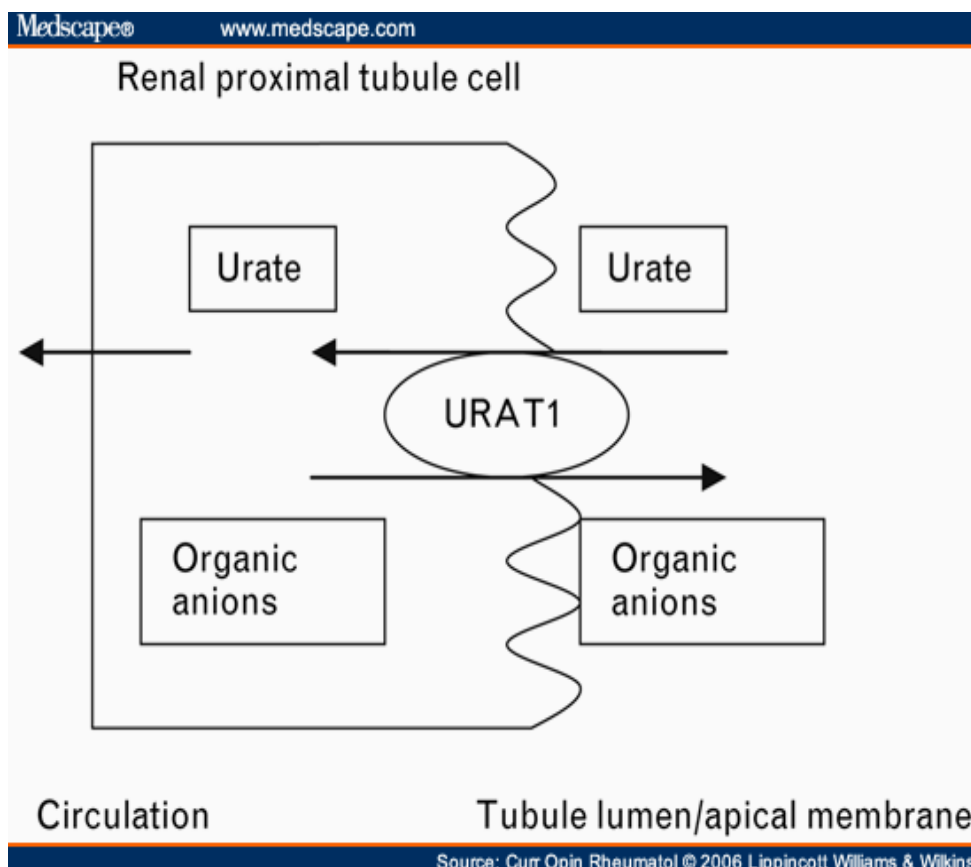 Medscape® www.medscape.com
Renal proximal tubule cell
Urate
Urate
URAT1
Organic
anions
Organic
anions
Circulation
Tubule lumen/apical membrane
Source: Curr Opin Rheumatol © 2006 Lippincott Williams & Wilkins